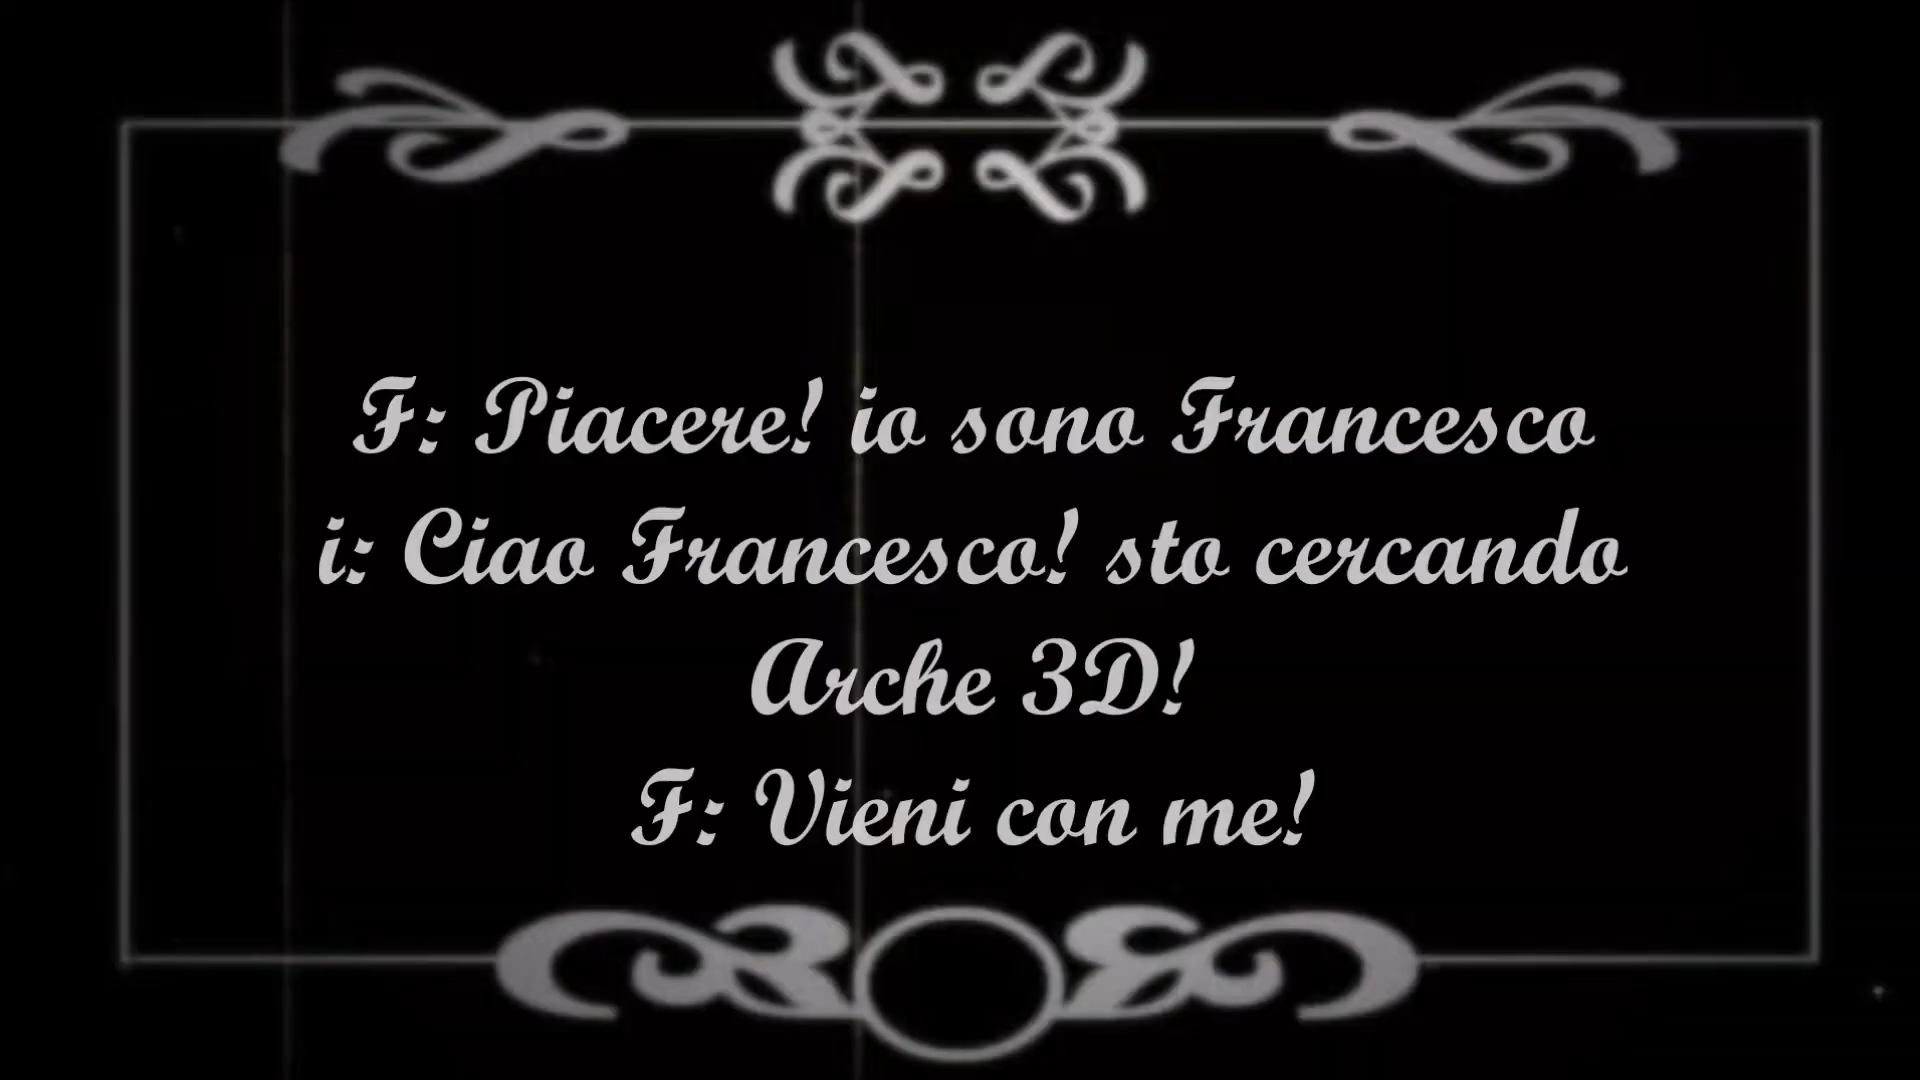 F: Piacere! io sono Francesco
i: Ciao Francesco! sto cercando
Arche 3D!
F: Vieni con me!